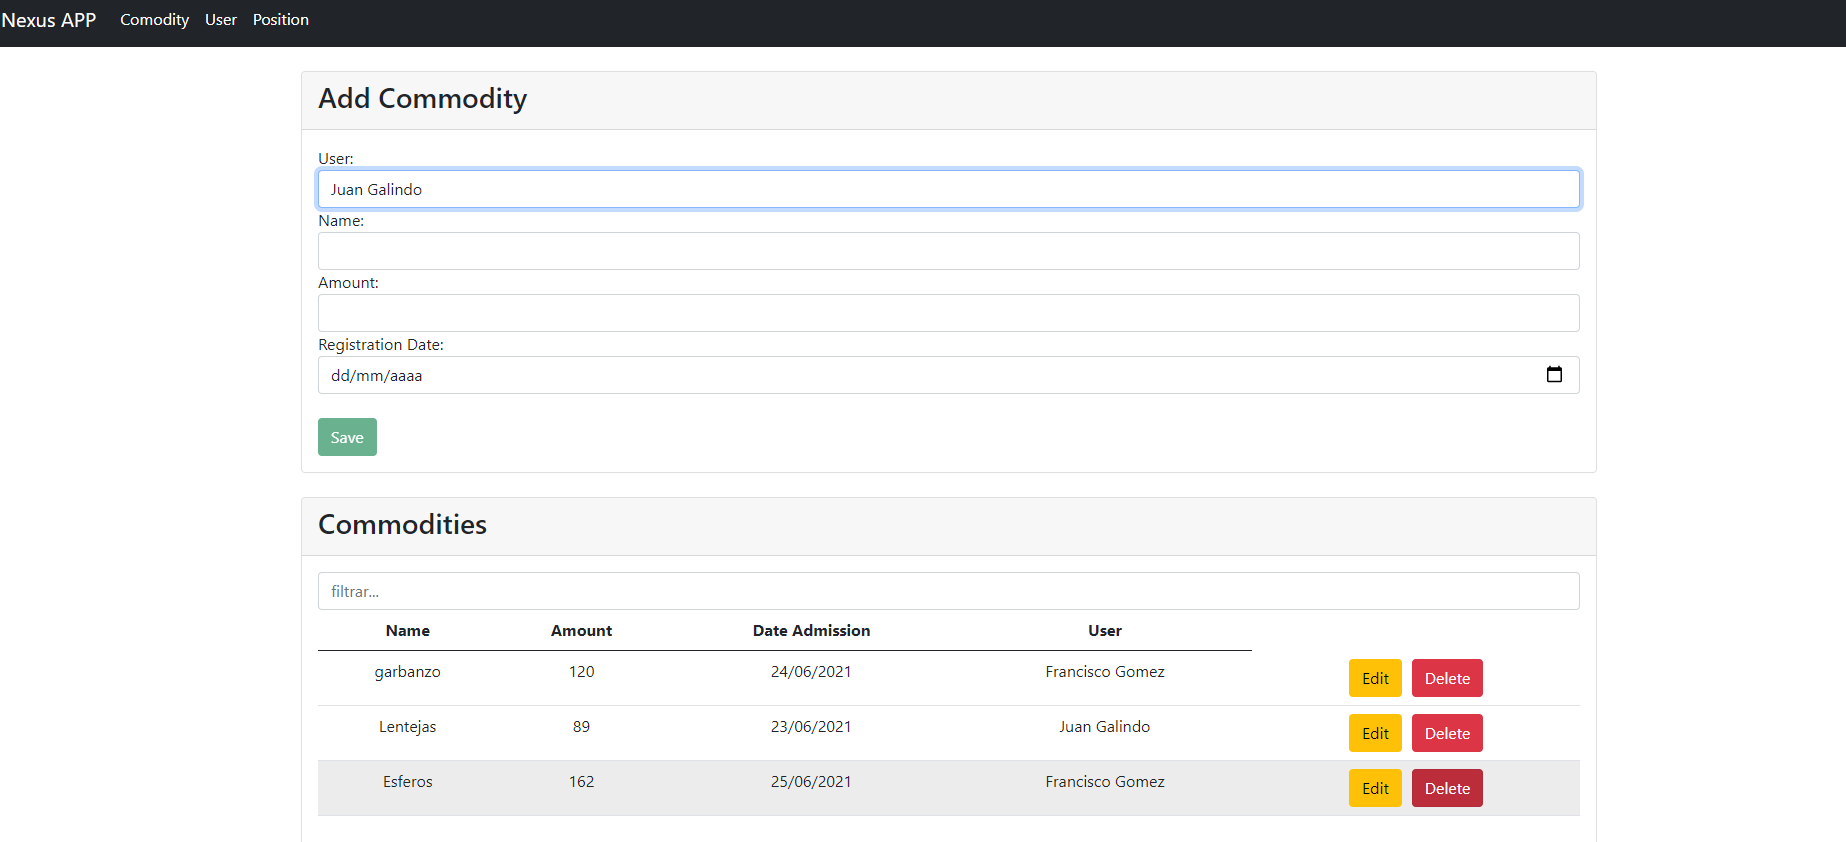 Nexus APP Comodity User Position
Add Commodity
User:
Juan Galindo
Name:
Amount:
Registration Date:
dd/mm/aaaa
Save
Commodities
filtrar...
Name Amount Date Admission User
garbanzo 120 24/06/2021 Francisco Gomez Edit Delete
Lentejas 89 23/06/2021 Juan Galindo Edit Delete
Esferos 162 25/06/2021 Francisco Gomez Edit Delete